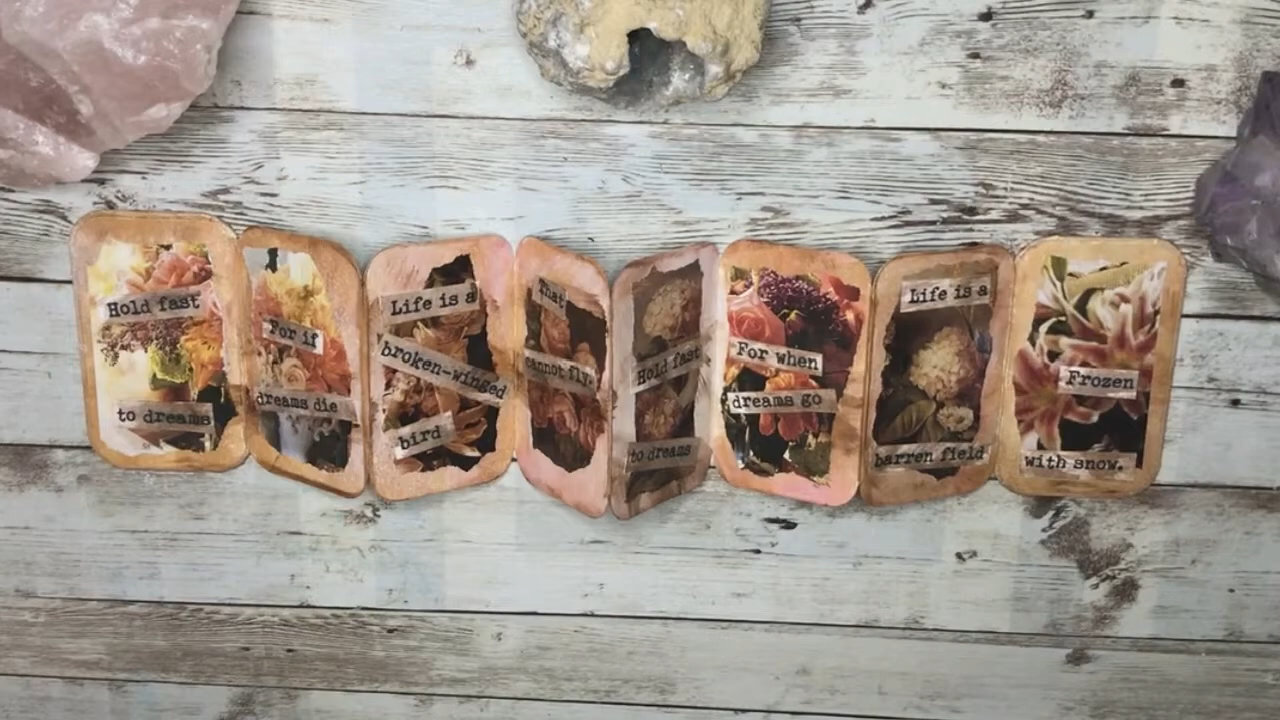 Hold fast
to dreams
For if
dreams die
Life is a
broken-winged
bird
That
cannot fly.
Hold fast
to dreams
For when
dreams go
Life is a
barren field
Frozen
with snow.